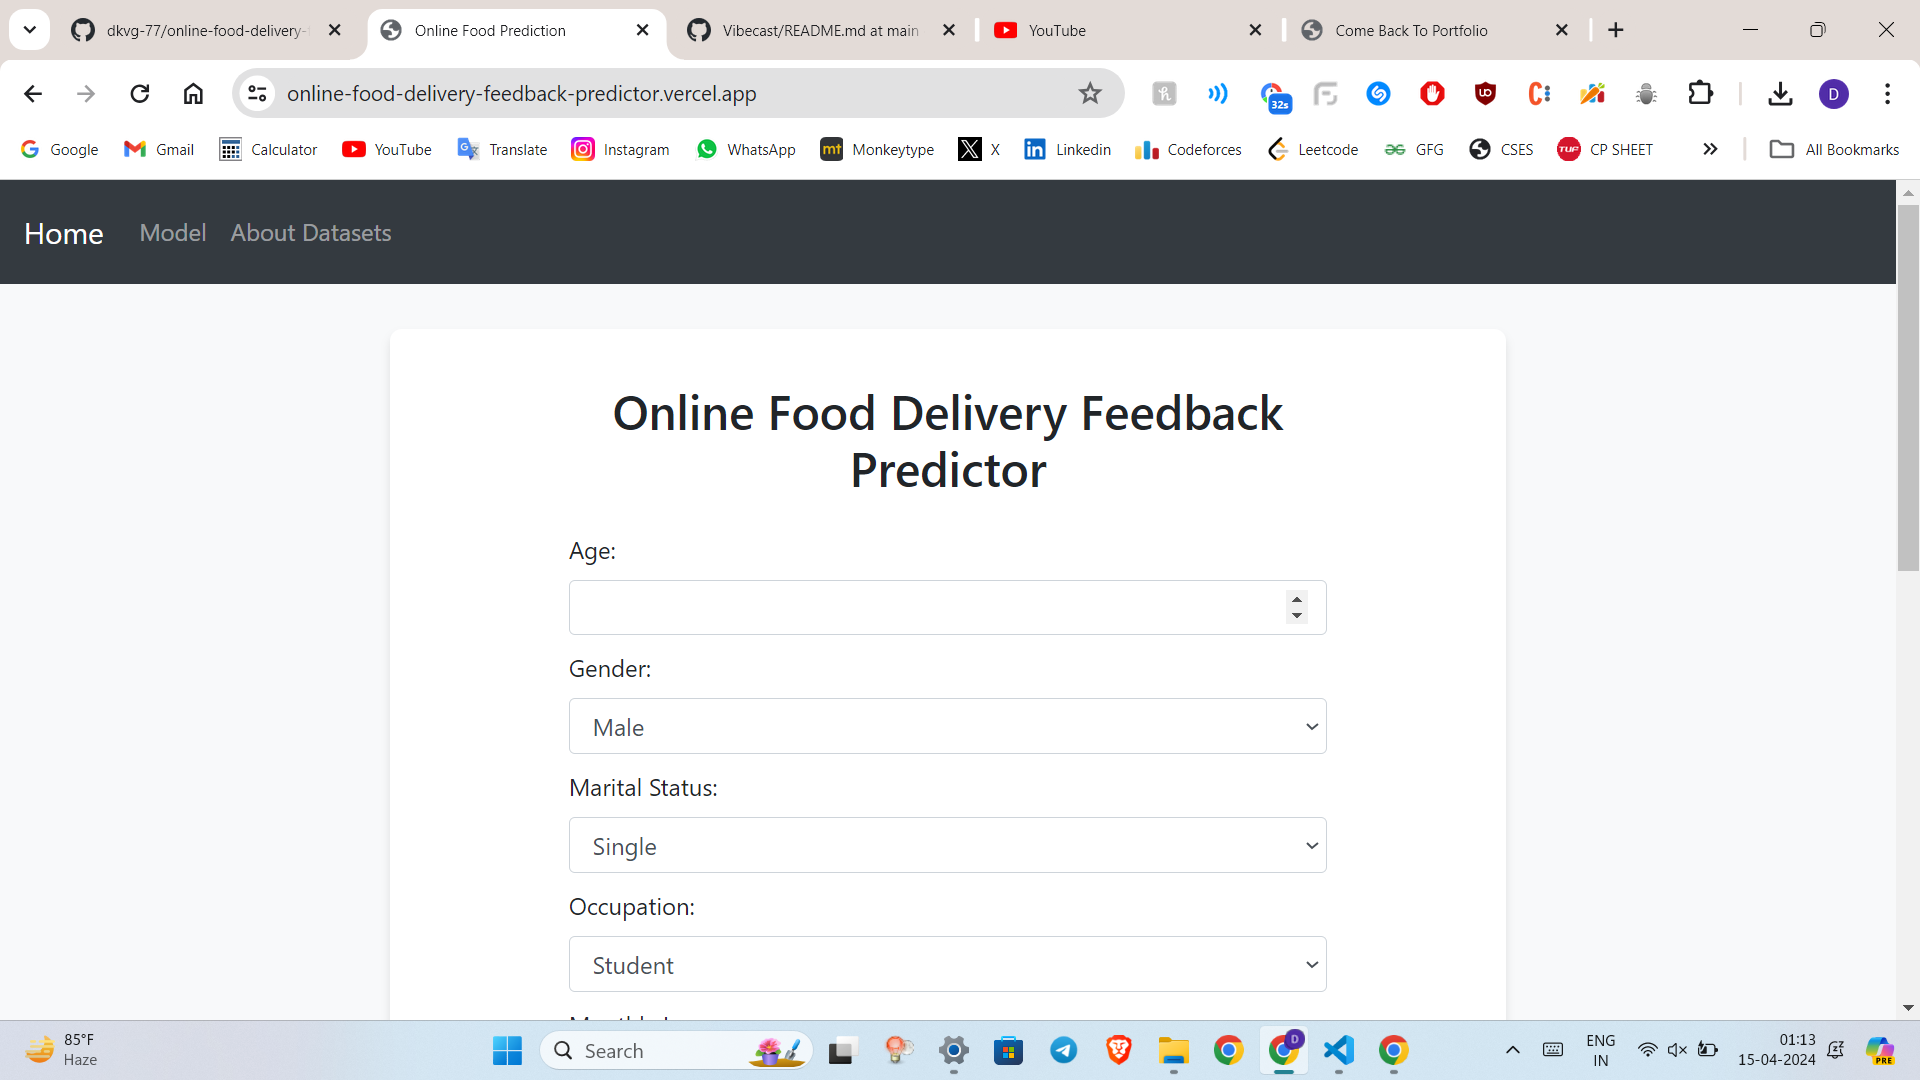 dkvg-77/online-food-delivery-
Online Food Prediction
Vibecast/README.md at main
YouTube
Come Back To Portfolio
online-food-delivery-feedback-predictor.vercel.app
32s
D
Google
Gmail
Calculator
YouTube
Translate
Instagram
WhatsApp
mt
Monkeytype
X
Linkedin
Codeforces
Leetcode
GFG
CSES
TUF
CP SHEET
All Bookmarks
Home
Model
About Datasets
Online Food Delivery Feedback
Predictor
Age:
Gender:
Male
Marital Status:
Single
Occupation:
Student
85°F
Haze
Search
D
ENG
IN
01:13
15-04-2024
PRE